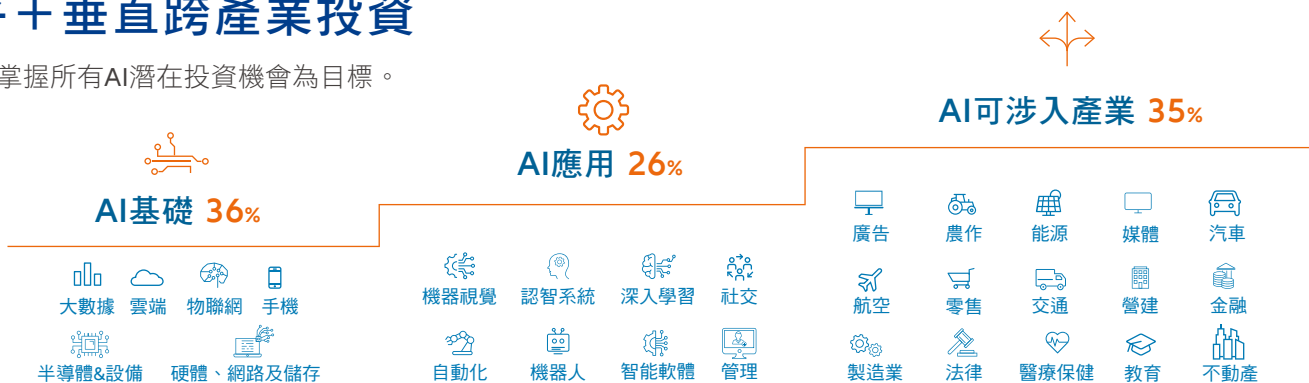 ＋垂直跨產業投資
掌握所有AI潛在投資機會為目標。
AI基礎 36%
大數據 雲端 物聯網 手機
半導體&設備 硬體、網路及儲存
AI應用 26%
機器視覺 認智系統 深入學習 社交
自動化 機器人 智能軟體 管理
AI可涉入產業 35%
廣告 農作 能源 媒體 汽車
航空 零售 交通 營建 金融
製造業 法律 醫療保健 教育 不動產